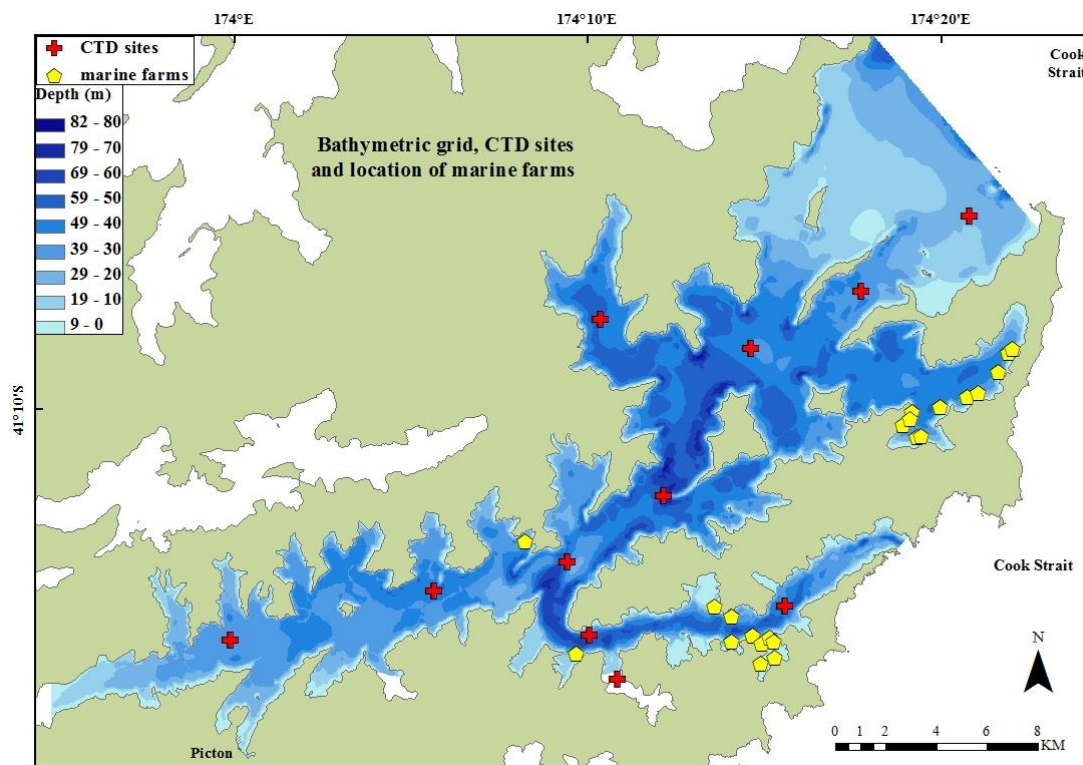 174°E
174°10'E
174°20'E
CTD sites
marine farms
Depth (m)
82 - 80
79 - 70
69 - 60
59 - 50
49 - 40
39 - 30
29 - 20
19 - 10
9 - 0
Bathymetric grid, CTD sites
and location of marine farms
Cook
Strait
41°10'S
Cook Strait
N
Picton
0 1 2 4 6 8
KM